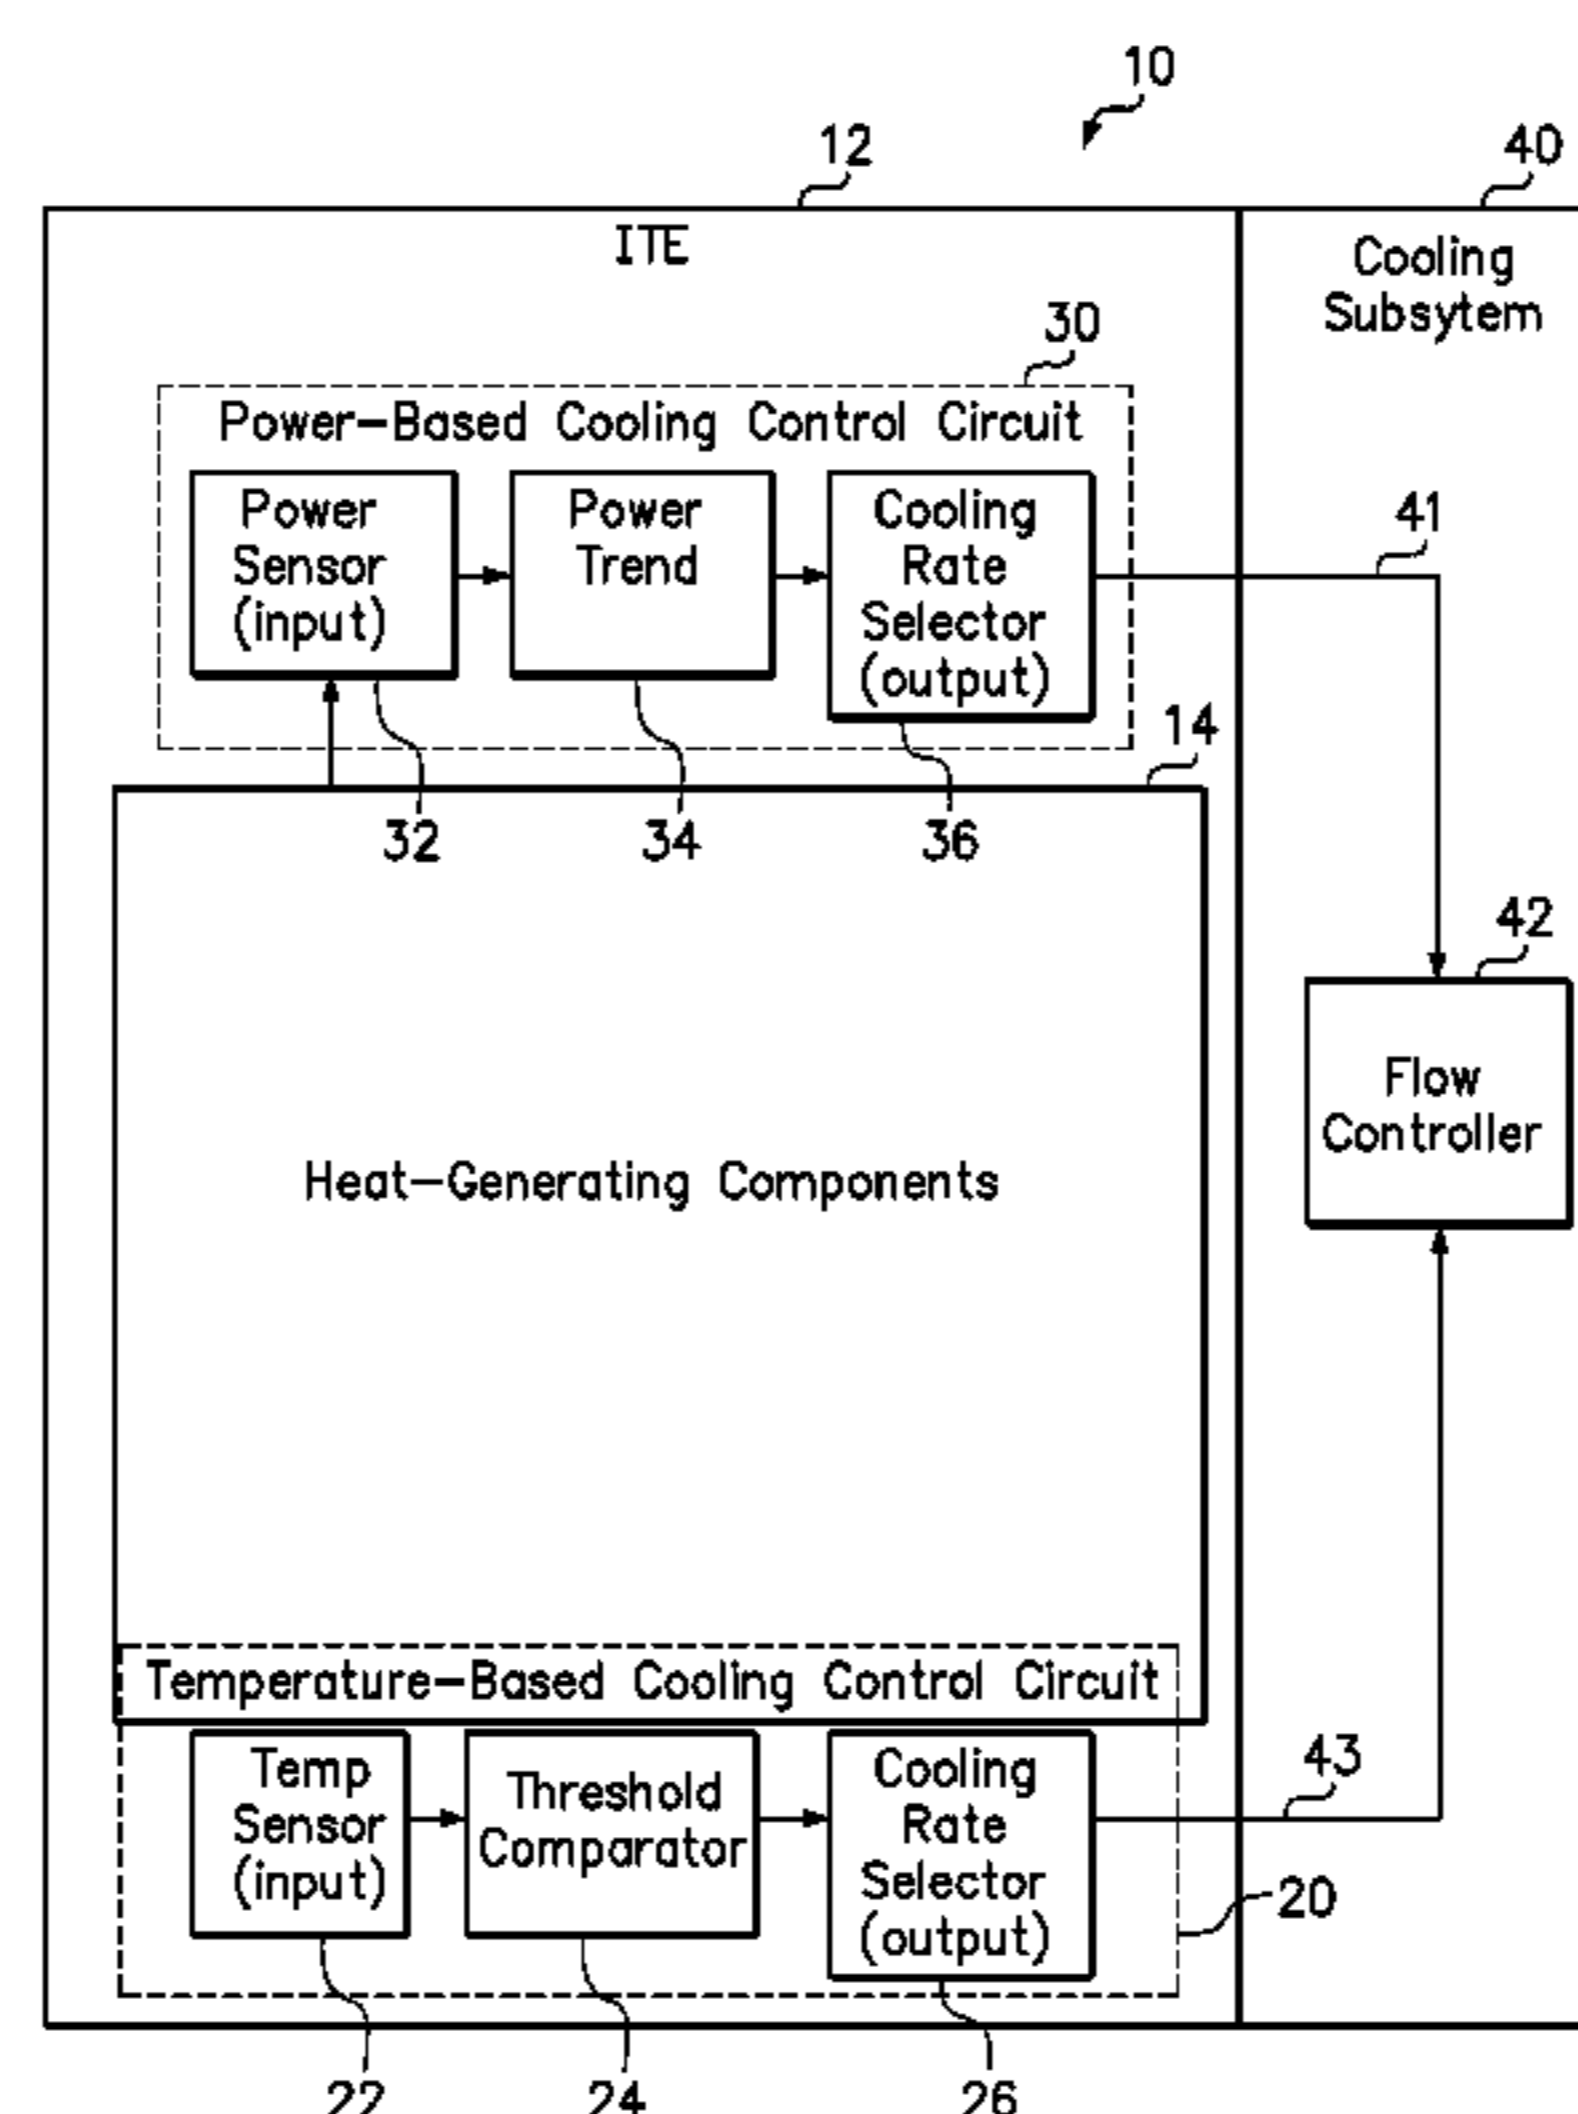 10
12
40
ITE
Cooling
Subsytem
30
Power-Based Cooling Control Circuit
Power
Sensor
(input)
Power
Trend
Cooling
Rate
Selector
(output)
41
14
32
34
36
42
Flow
Controller
Heat-Generating Components
Temperature-Based Cooling Control Circuit
Temp
Sensor
(input)
Threshold
Comparator
Cooling
Rate
Selector
(output)
43
20
22
24
26